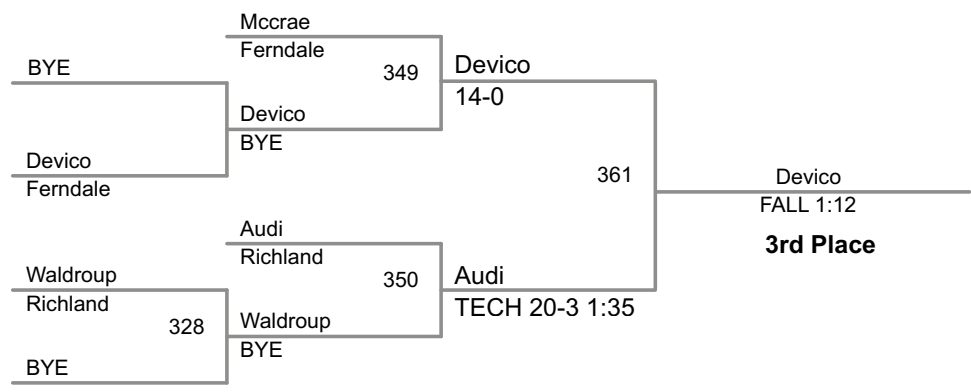 Mccrae
Ferndale
BYE
349
Devico
14-0
Devico
BYE
Devico
Ferndale
361
Devico
FALL 1:12
3rd Place
Audi
Richland
Waldroup
Richland
350
Audi
TECH 20-3 1:35
328
Waldroup
BYE
BYE